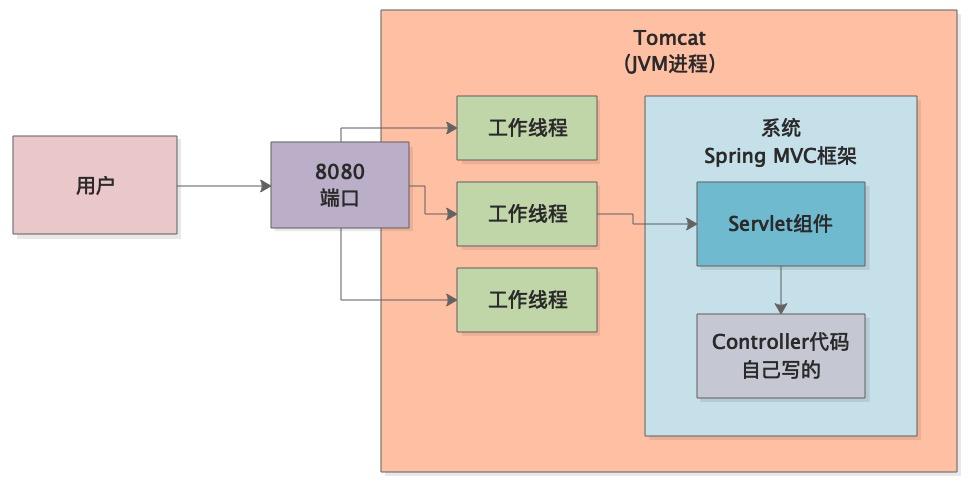 用户
8080
端口
Tomcat
（JVM进程）
工作线程
工作线程
工作线程
系统
Spring MVC框架
Servlet组件
Controller代码
自己写的